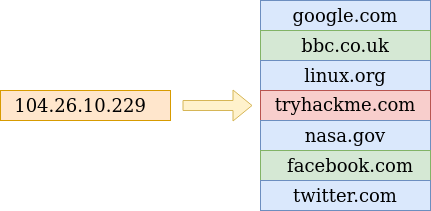 104.26.10.229
google.com
bbc.co.uk
linux.org
tryhackme.com
nasa.gov
facebook.com
twitter.com